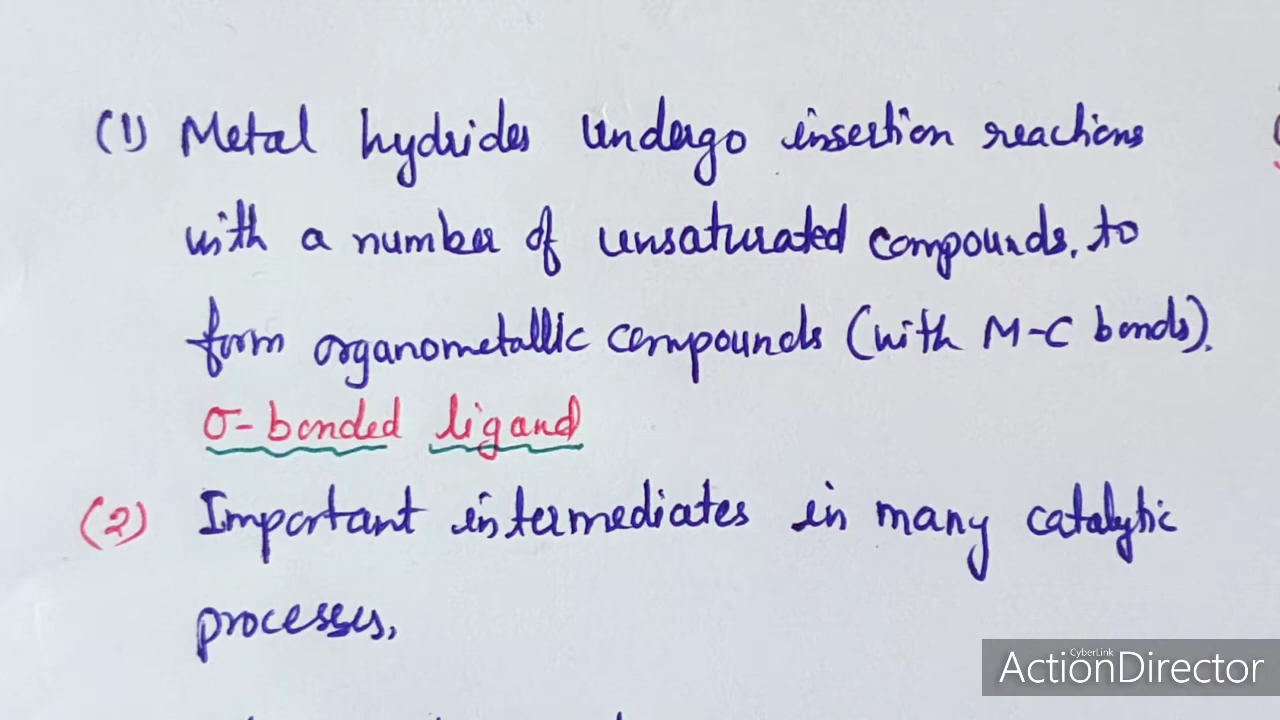 (1) Metal hydrides undergo insertion reactions
with a number of unsaturated compounds. to
form organometallic compounds (with M-C bonds).
σ-bonded ligand
(2) Important intermediates in many catalytic
processes.
CyberLink
ActionDirector